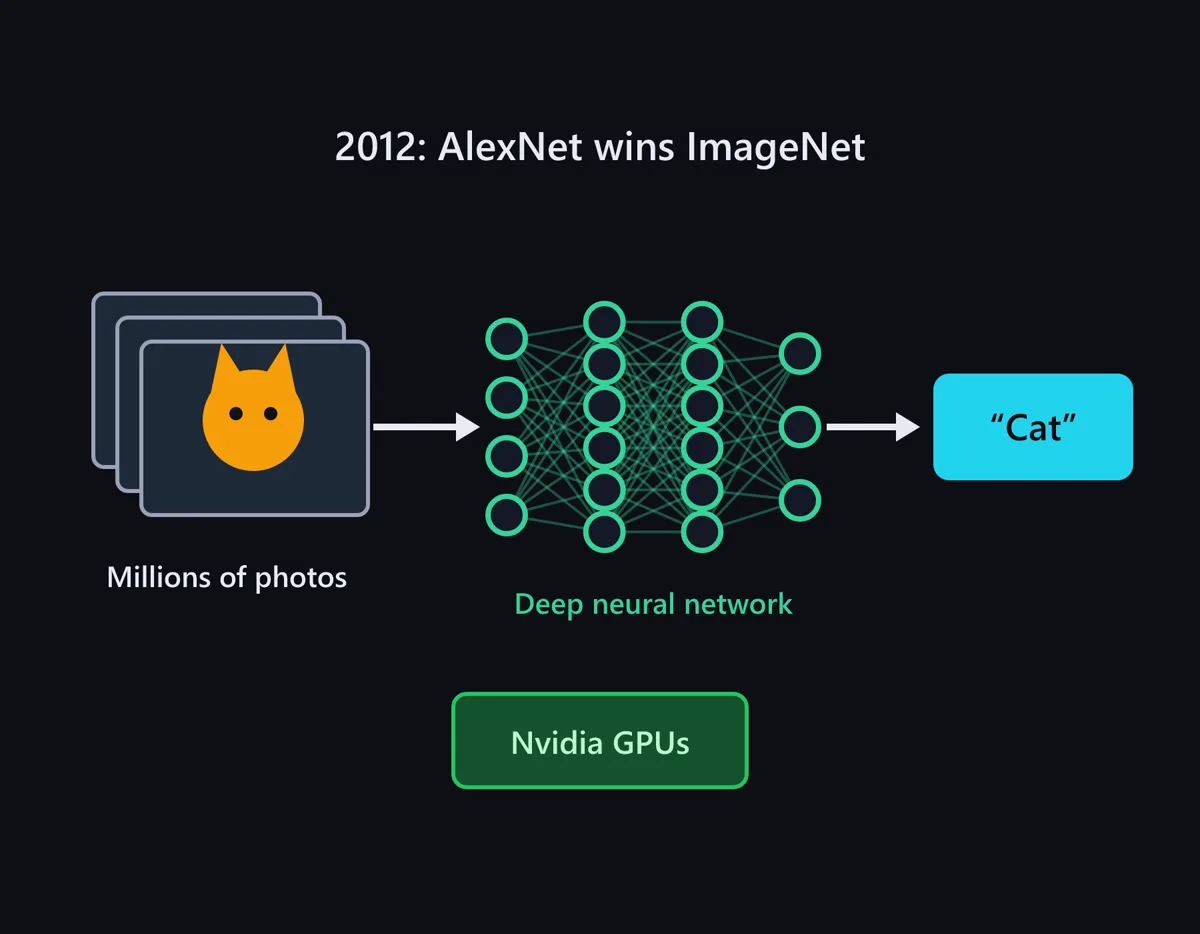 2012: AlexNet wins ImageNet
“Cat”
Millions of photos
Deep neural network
Nvidia GPUs